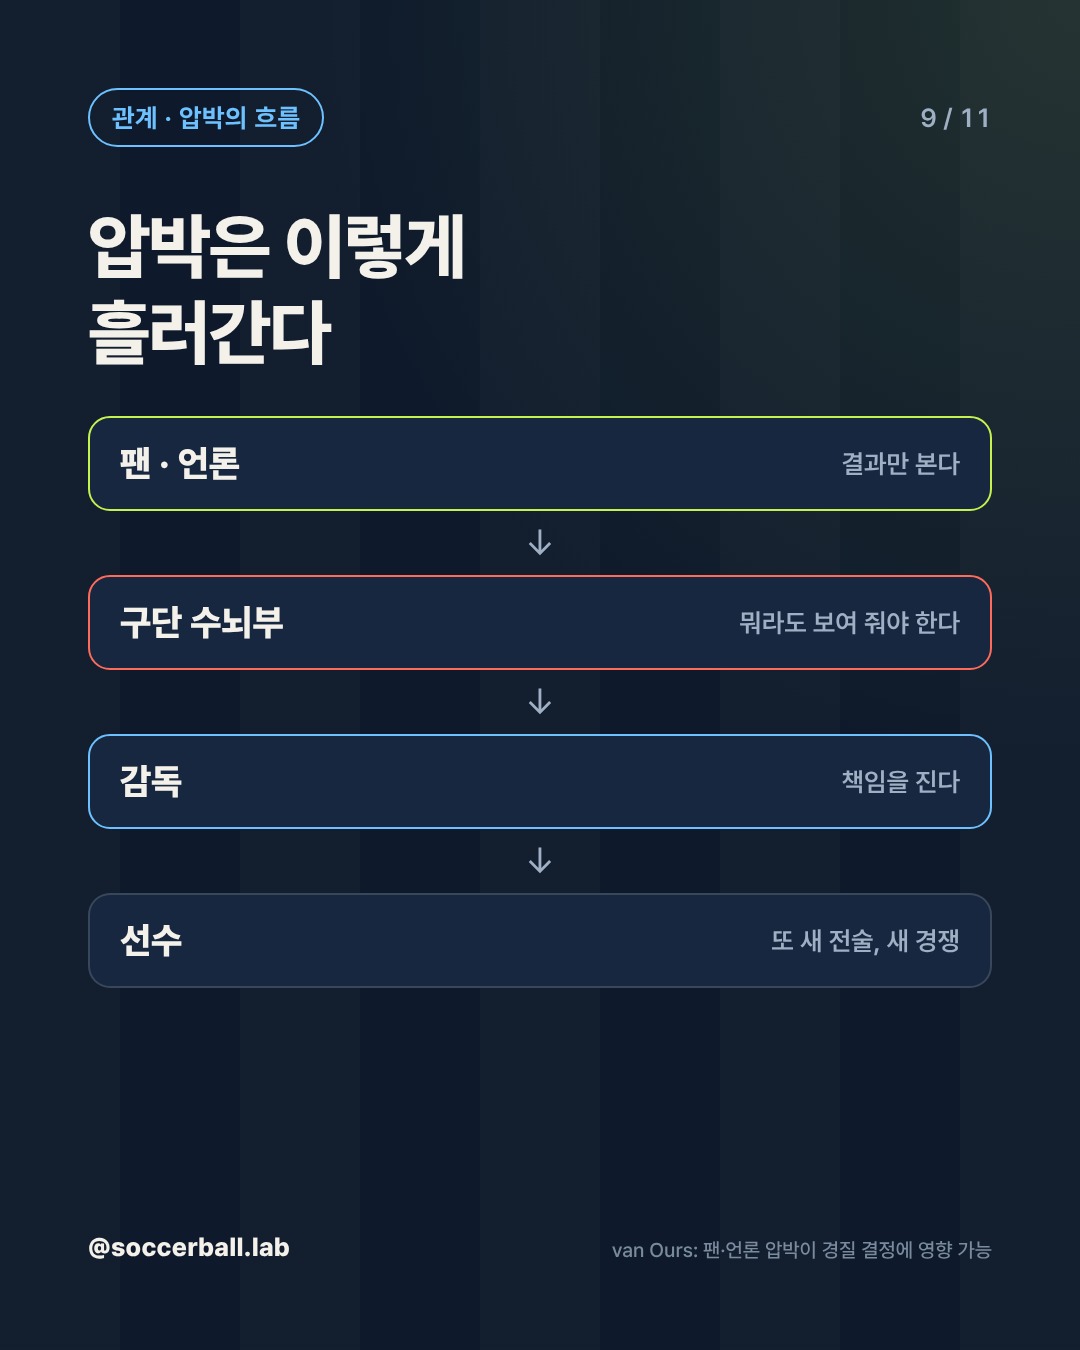 관계 · 압박의 흐름
9 / 11
압박은 이렇게
흘러간다
팬 · 언론
결과만 본다
↓
구단 수뇌부
뭐라도 보여 줘야 한다
↓
감독
책임을 진다
↓
선수
또 새 전술, 새 경쟁
@soccerball.lab
van Ours: 팬·언론 압박이 경질 결정에 영향 가능